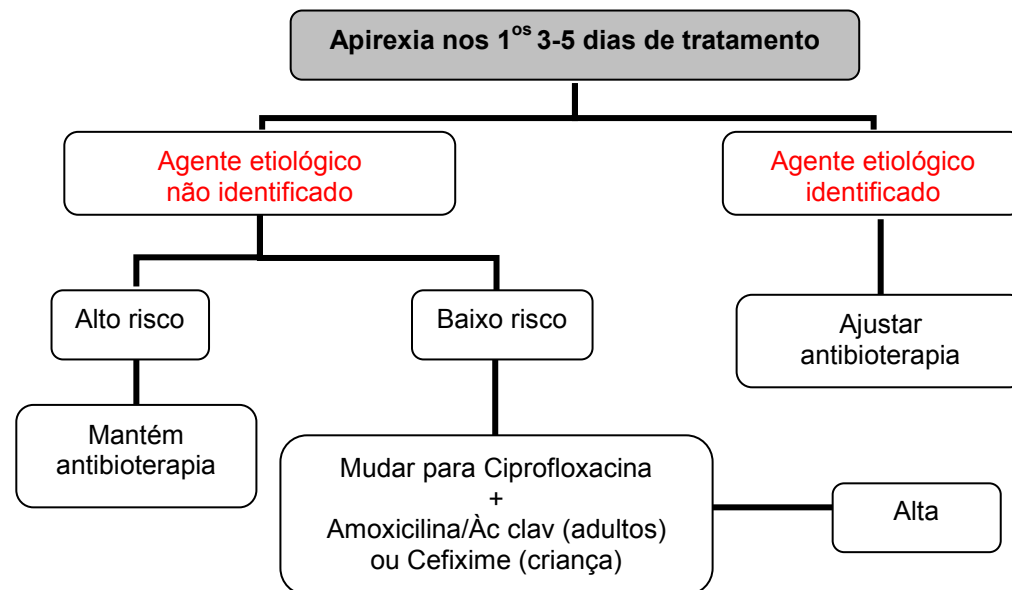 Apirexia nos 1os 3-5 dias de tratamento
Agente etiológico
não identificado
Agente etiológico
identificado
Alto risco
Baixo risco
Ajustar
antibioterapia
Mantém
antibioterapia
Mudar para Ciprofloxacina
+
Amoxicilina/Àc clav (adultos)
ou Cefixime (criança)
Alta